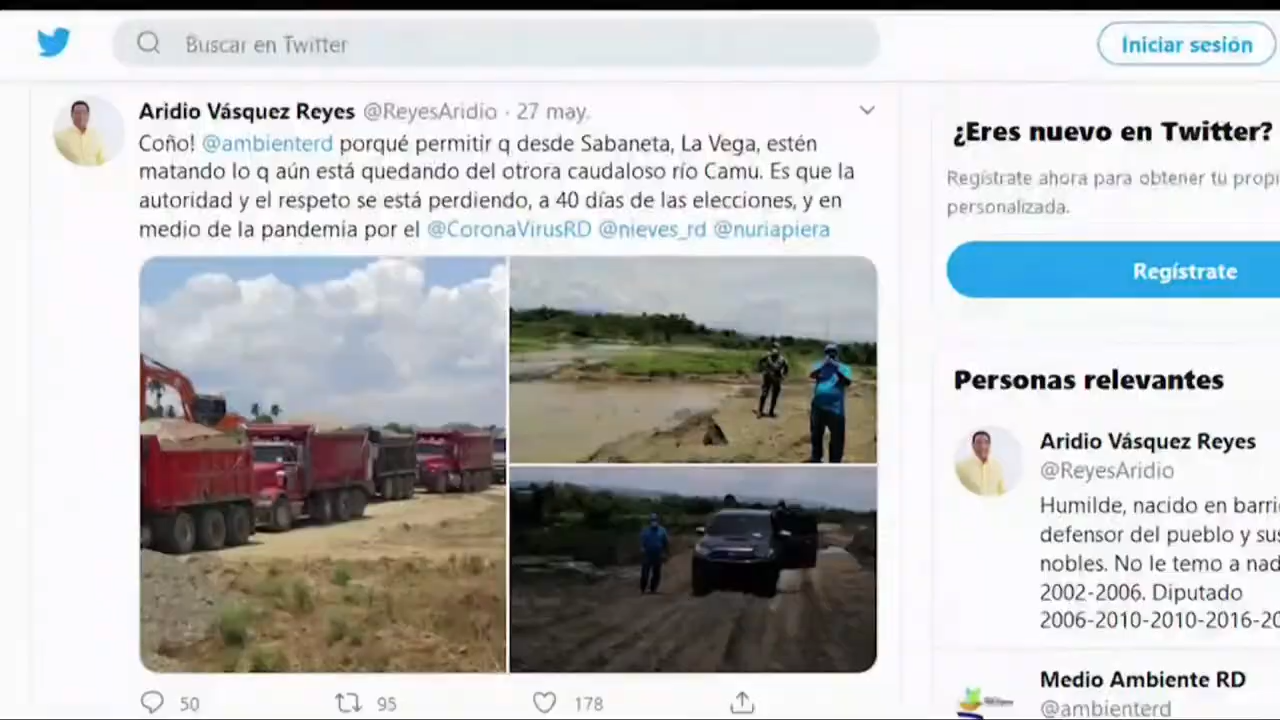 Buscar en Twitter
Iniciar sesión
Aridio Vásquez Reyes @ReyesAridio · 27 may.
Coño! @ambienterd porqué permitir q desde Sabaneta, La Vega, estén
matando lo q aún está quedando del otrora caudaloso río Camu. Es que la
autoridad y el respeto se está perdiendo, a 40 días de las elecciones, y en
medio de la pandemia por el @CoronaVirusRD @nieves_rd @nuriapiera
50
95
178
¿Eres nuevo en Twitter?
Regístrate ahora para obtener tu propi
personalizada.
Regístrate
Personas relevantes
Aridio Vásquez Reyes
@ReyesAridio
Humilde, nacido en barri
defensor del pueblo y sus
nobles. No le temo a nad
2002-2006. Diputado
2006-2010-2010-2016-20
Medio Ambiente RD
@ambienterd